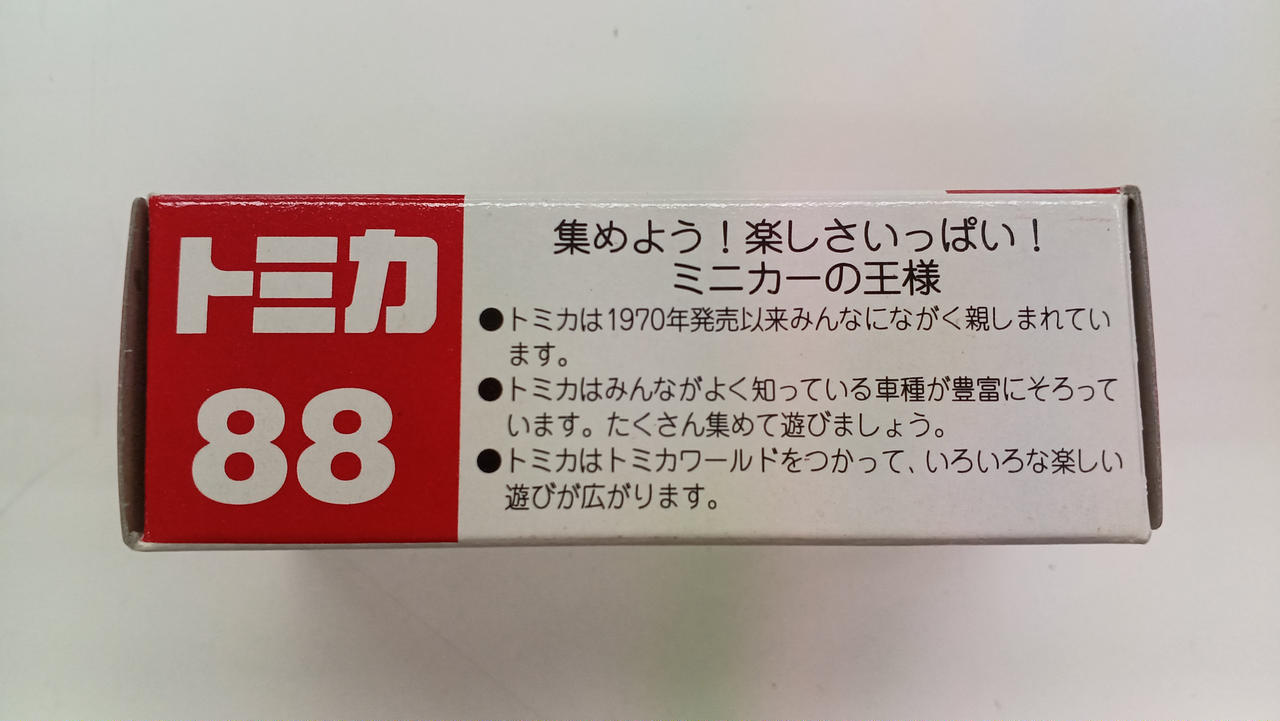 トミカ
88
集めよう！楽しさいっぱい！
ミニカーの王様
●トミカは1970年発売以来みんなにながく親しまれてい
ます。
●トミカはみんながよく知っている車種が豊富にそろって
います。たくさん集めて遊びましょう。
●トミカはトミカワールドをつかって、いろいろな楽しい
遊びが広がります。